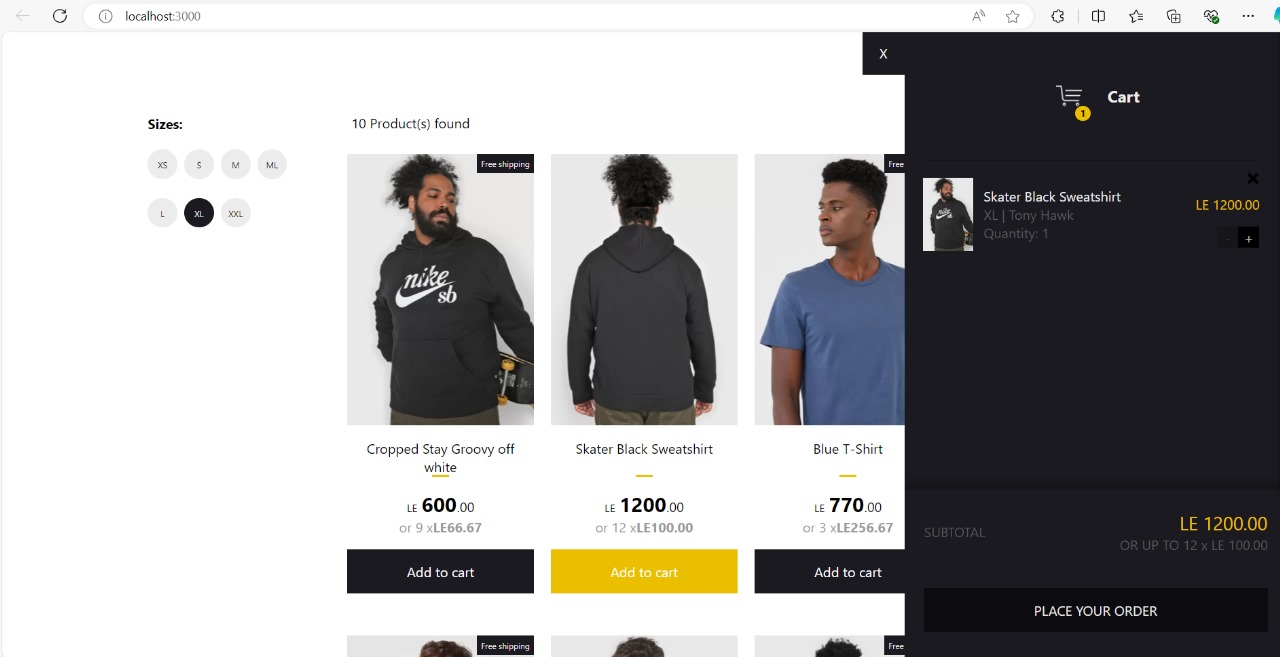 localhost:3000
X
Cart
1
Sizes:
XS S M ML
L XL XXL
10 Product(s) found
Free shipping
nike
sb
Cropped Stay Groovy off
white
LE 600.00
or 9 xLE66.67
Add to cart
Skater Black Sweatshirt
LE 1200.00
or 12 xLE100.00
Add to cart
Free
Blue T-Shirt
LE 770.00
or 3 xLE256.67
Add to cart
Free shipping
Free
Skater Black Sweatshirt
XL | Tony Hawk
Quantity: 1
LE 1200.00
- +
SUBTOTAL
LE 1200.00
OR UP TO 12 x LE 100.00
PLACE YOUR ORDER